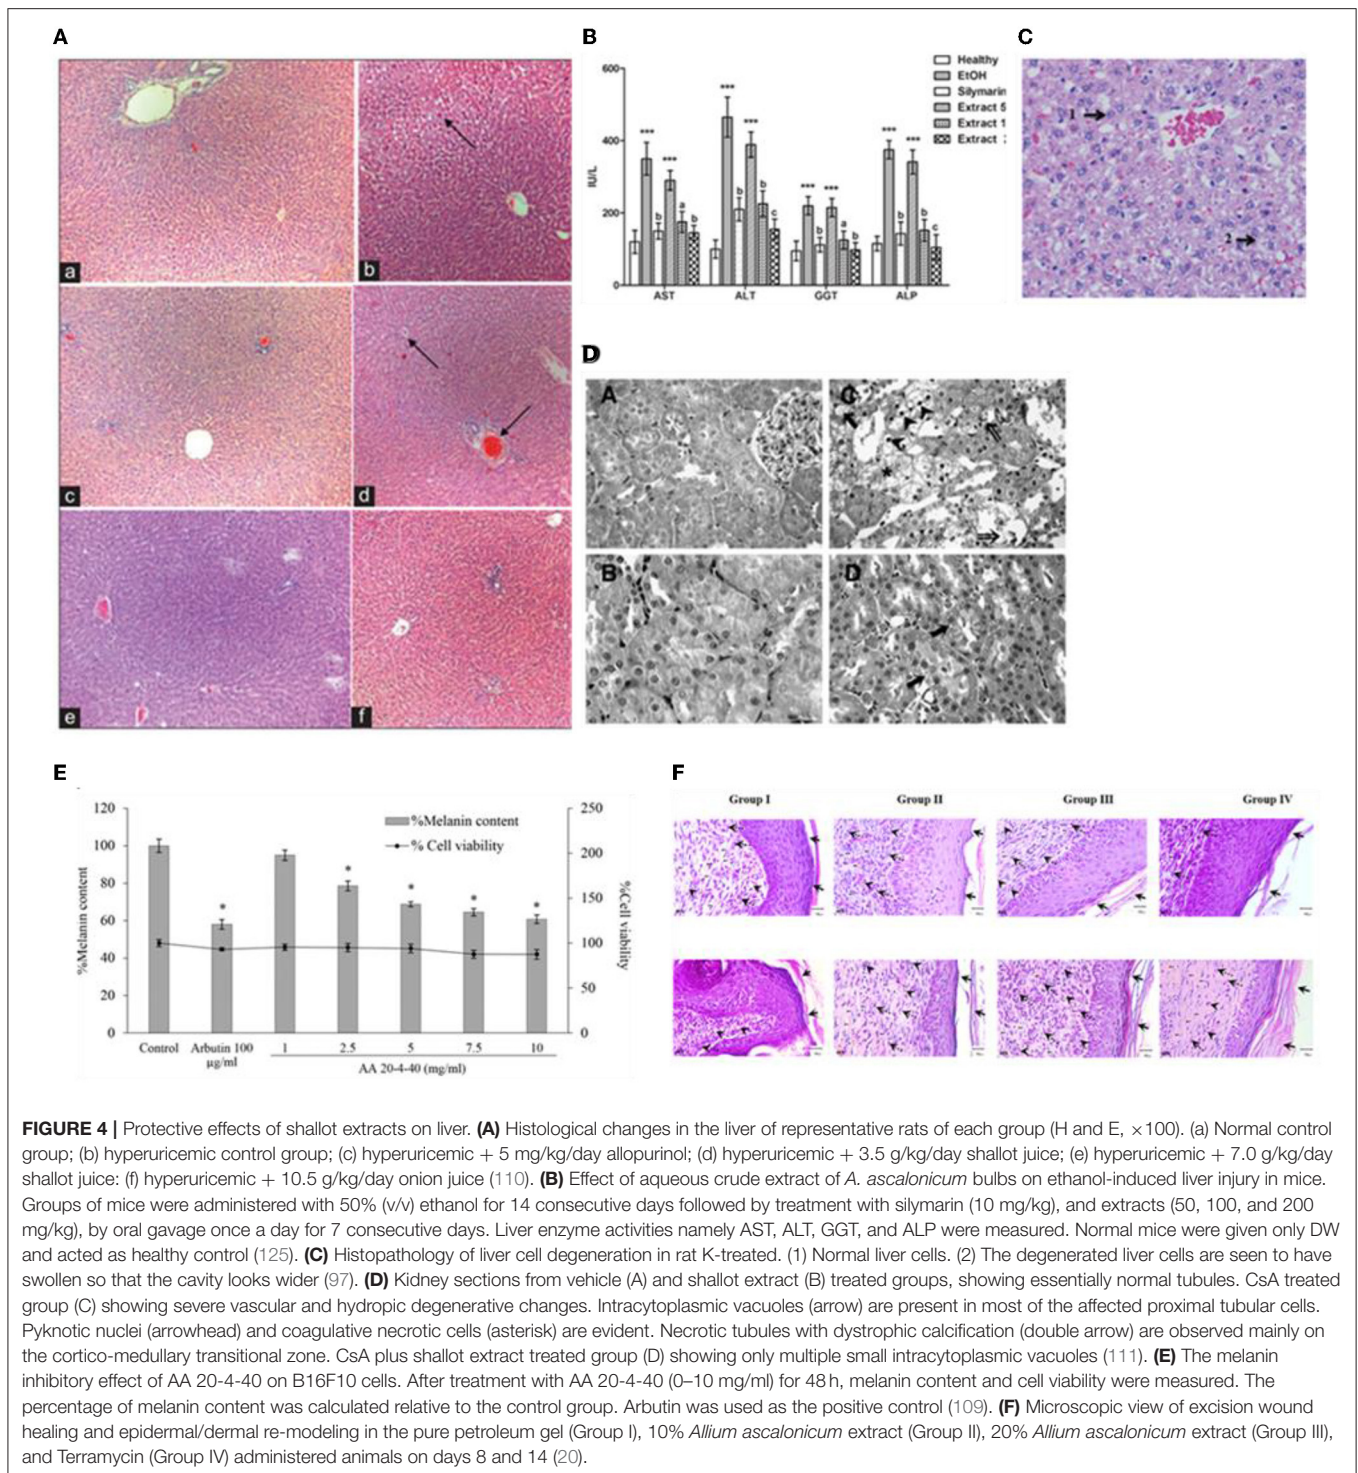 A
a
b
c
d
e
f
B
600
400
200
0
IU/L
Healthy
EtOH
Silymarin
Extract 5
Extract 1
Extract
*** *** *** *** *** *** *** ***
b a b b b c b a b b b c
AST ALT GGT ALP
C
1
2
D
A
C
B
D
E
120
100
80
60
40
20
0
%Melanin content
%Melanin content
% Cell viability
250
200
150
100
50
0
%Cell viability
* * * * *
Control Arbutin 100 1 2.5 5 7.5 10
µg/ml AA 20-4-40 (mg/ml)
F
Group I Group II Group III Group IV
FIGURE 4 | Protective effects of shallot extracts on liver. (A) Histological changes in the liver of representative rats of each group (H and E, ×100). (a) Normal control
group; (b) hyperuricemic control group; (c) hyperuricemic + 5 mg/kg/day allopurinol; (d) hyperuricemic + 3.5 g/kg/day shallot juice; (e) hyperuricemic + 7.0 g/kg/day
shallot juice: (f) hyperuricemic + 10.5 g/kg/day onion juice (110). (B) Effect of aqueous crude extract of A. ascalonicum bulbs on ethanol-induced liver injury in mice.
Groups of mice were administered with 50% (v/v) ethanol for 14 consecutive days followed by treatment with silymarin (10 mg/kg), and extracts (50, 100, and 200
mg/kg), by oral gavage once a day for 7 consecutive days. Liver enzyme activities namely AST, ALT, GGT, and ALP were measured. Normal mice were given only DW
and acted as healthy control (125). (C) Histopathology of liver cell degeneration in rat K-treated. (1) Normal liver cells. (2) The degenerated liver cells are seen to have
swollen so that the cavity looks wider (97). (D) Kidney sections from vehicle (A) and shallot extract (B) treated groups, showing essentially normal tubules. CsA treated
group (C) showing severe vascular and hydropic degenerative changes. Intracytoplasmic vacuoles (arrow) are present in most of the affected proximal tubular cells.
Pyknotic nuclei (arrowhead) and coagulative necrotic cells (asterisk) are evident. Necrotic tubules with dystrophic calcification (double arrow) are observed mainly on
the cortico-medullary transitional zone. CsA plus shallot extract treated group (D) showing only multiple small intracytoplasmic vacuoles (111). (E) The melanin
inhibitory effect of AA 20-4-40 on B16F10 cells. After treatment with AA 20-4-40 (0–10 mg/ml) for 48 h, melanin content and cell viability were measured. The
percentage of melanin content was calculated relative to the control group. Arbutin was used as the positive control (109). (F) Microscopic view of excision wound
healing and epidermal/dermal re-modeling in the pure petroleum gel (Group I), 10% Allium ascalonicum extract (Group II), 20% Allium ascalonicum extract (Group III),
and Terramycin (Group IV) administered animals on days 8 and 14 (20).